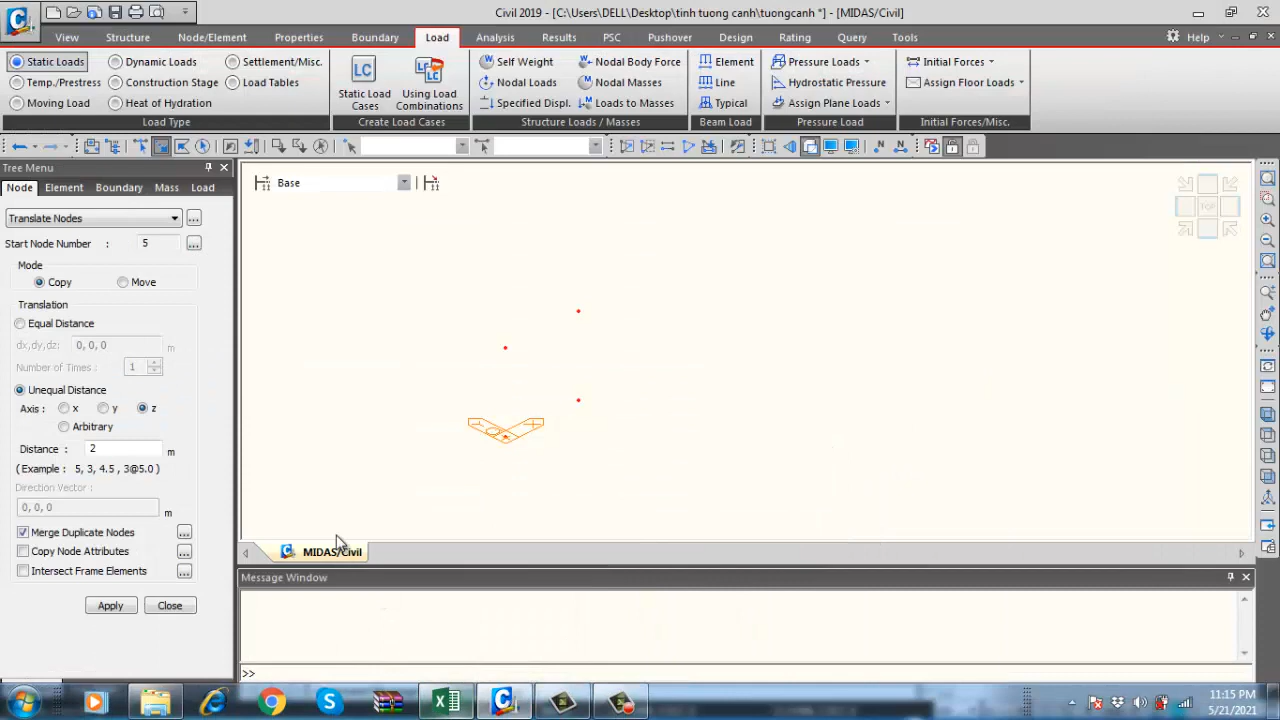 Civil 2019 - [C:\Users\DELL\Desktop\tinh tuong canh\tuongcanh *] - [MIDAS/Civil]
View Structure Node/Element Properties Boundary Load Analysis Results PSC Pushover Design Rating Query Tools Help
Static Loads Dynamic Loads Settlement/Misc.
Temp./Prestress Construction Stage Load Tables
Moving Load Heat of Hydration
Load Type
LC
Static Load
Cases
LC
Using Load
Combinations
Create Load Cases
Self Weight Nodal Body Force
Nodal Loads Nodal Masses
Specified Displ. Loads to Masses
Structure Loads / Masses
Element
Line
Typical
Beam Load
Pressure Loads
Hydrostatic Pressure
Assign Plane Loads
Pressure Load
Initial Forces
Assign Floor Loads
Initial Forces/Misc.
Tree Menu
Node Element Boundary Mass Load
Translate Nodes
Start Node Number : 5
Mode
Copy Move
Translation
Equal Distance
dx,dy,dz: 0, 0, 0 m
Number of Times : 1
Unequal Distance
Axis : x y z
Arbitrary
Distance : 2 m
( Example : 5, 3, 4.5 , 3@5.0 )
Direction Vector :
0, 0, 0 m
Merge Duplicate Nodes
Copy Node Attributes
Intersect Frame Elements
Apply Close
Base
TOP
MIDAS/Civil
Message Window
>>
11:15 PM
5/21/2021